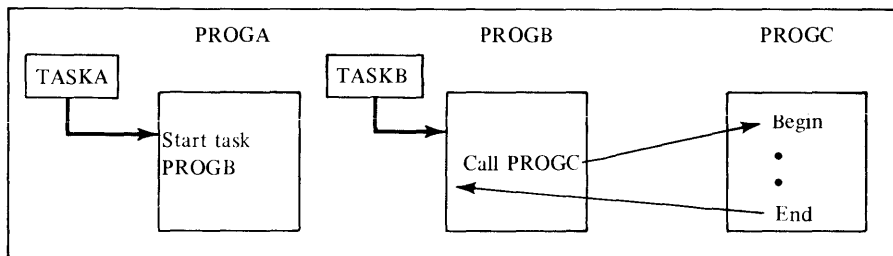 PROGA PROGB PROGC
TASKA
TASKB
Start task
PROGB
Call PROGC
Begin
End